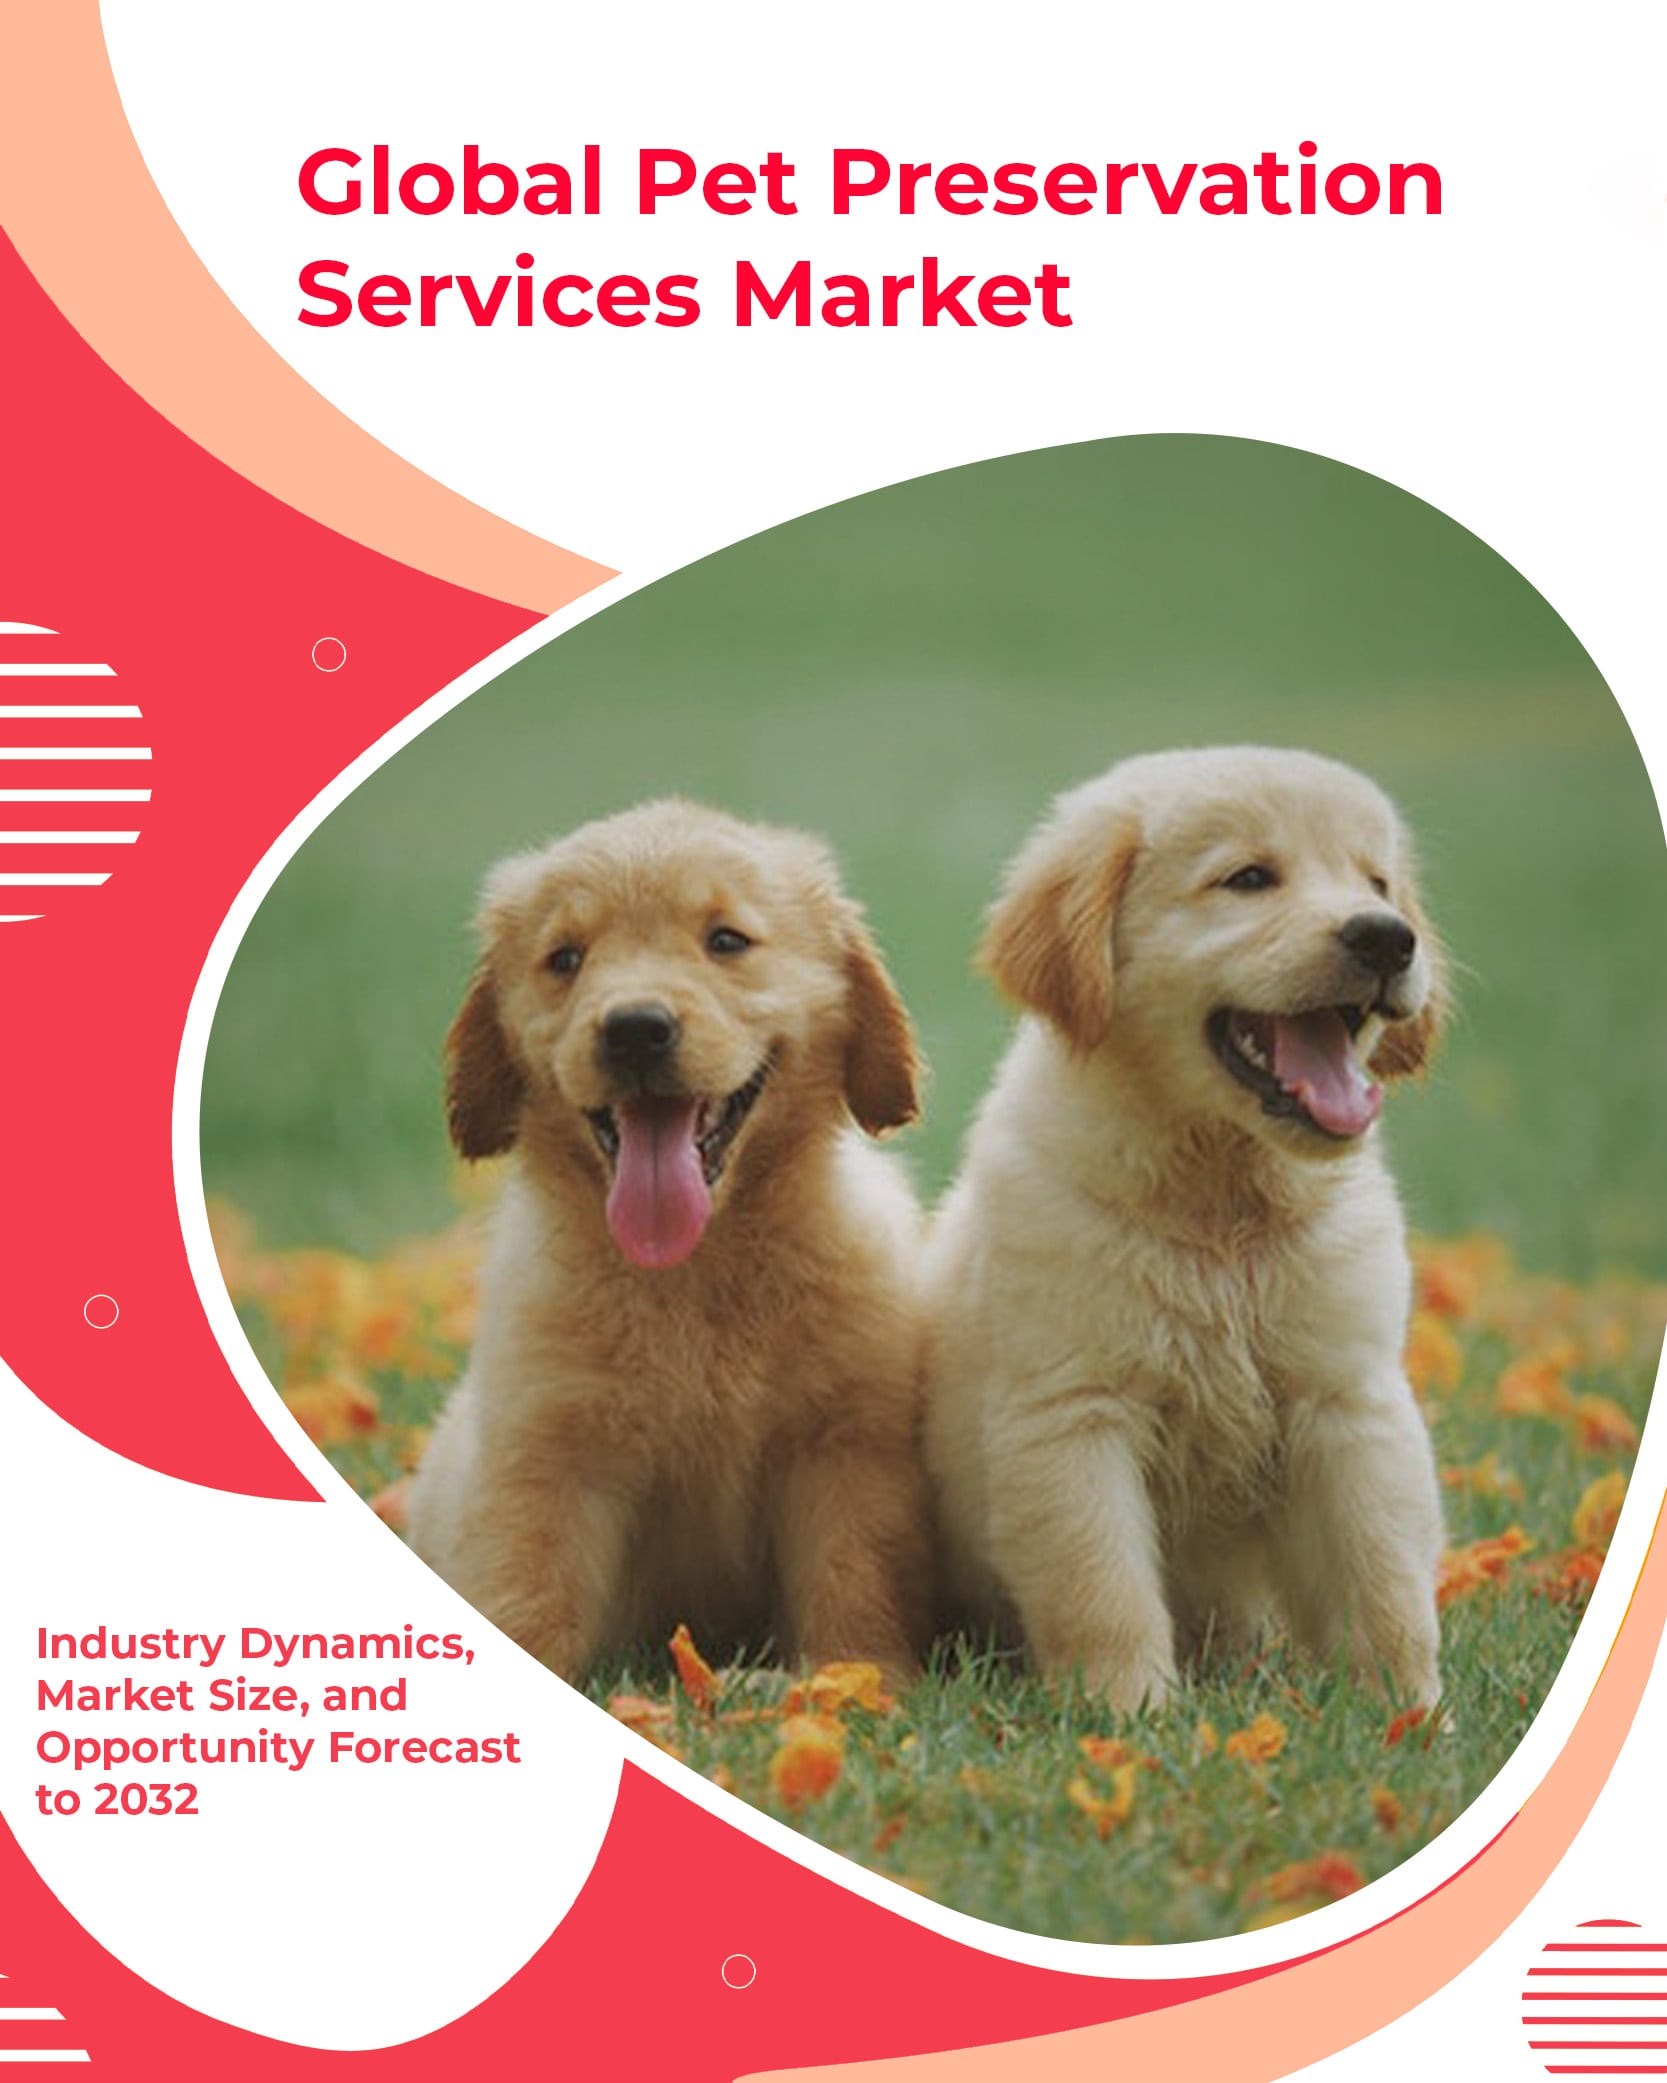 Global Pet Preservation
Services Market
Industry Dynamics,
Market Size, and
Opportunity Forecast
to 2032